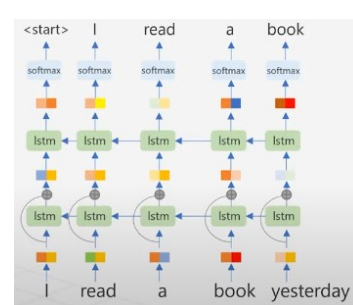 <start> I read a book
softmax softmax softmax softmax softmax
lstm lstm lstm lstm lstm
lstm lstm lstm lstm lstm
I read a book yesterday